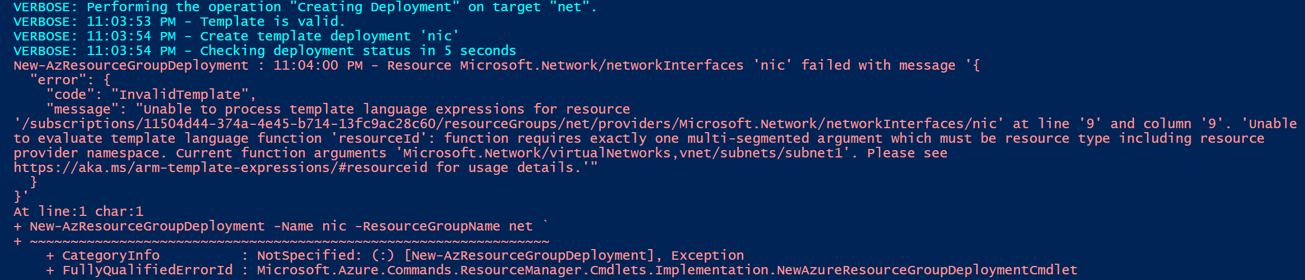 VERBOSE: Performing the operation "Creating Deployment" on target "net".
VERBOSE: 11:03:53 PM - Template is valid.
VERBOSE: 11:03:54 PM - Create template deployment 'nic'
VERBOSE: 11:03:54 PM - Checking deployment status in 5 seconds
New-AzResourceGroupDeployment : 11:04:00 PM - Resource Microsoft.Network/networkInterfaces 'nic' failed with message '{
  "error": {
    "code": "InvalidTemplate",
    "message": "Unable to process template language expressions for resource
'/subscriptions/11504d44-374a-4e45-b714-13fc9ac28c60/resourceGroups/net/providers/Microsoft.Network/networkInterfaces/nic' at line '9' and column '9'. 'Unable
to evaluate template language function 'resourceId': function requires exactly one multi-segmented argument which must be resource type including resource
provider namespace. Current function arguments 'Microsoft.Network/virtualNetworks,vnet/subnets/subnet1'. Please see
https://aka.ms/arm-template-expressions/#resourceid for usage details.'"
  }
}'
At line:1 char:1
+ New-AzResourceGroupDeployment -Name nic -ResourceGroupName net `
+ ~~~~~~~~~~~~~~~~~~~~~~~~~~~~~~~~~~~~~~~~~~~~~~~~~~~~~~~~~~~~~~~~
    + CategoryInfo          : NotSpecified: (:) [New-AzResourceGroupDeployment], Exception
    + FullyQualifiedErrorId : Microsoft.Azure.Commands.ResourceManager.Cmdlets.Implementation.NewAzureResourceGroupDeploymentCmdlet